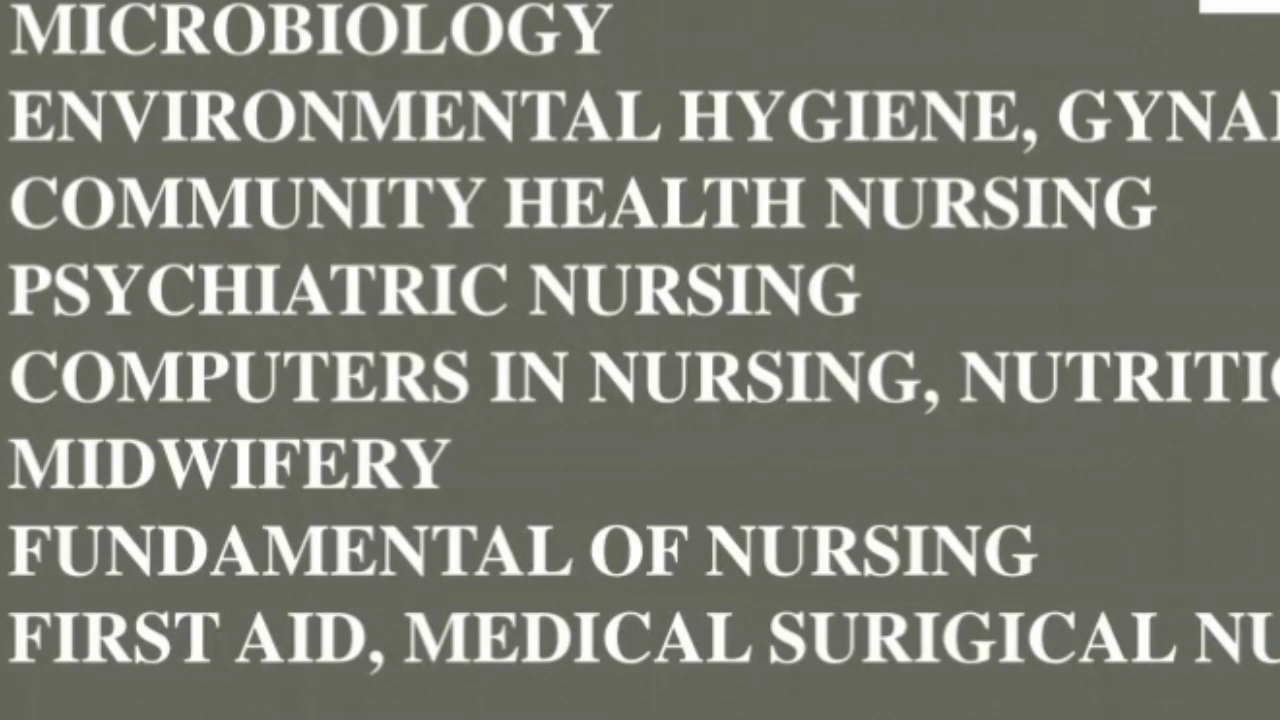 MICROBIOLOGY
ENVIRONMENTAL HYGIENE,
COMMUNITY HEALTH NURSING
PSYCHIATRIC NURSING
COMPUTERS IN NURSING,
MIDWIFERY
FUNDAMENTAL OF NURSING
FIRST AID, MEDICAL SURIGICAL